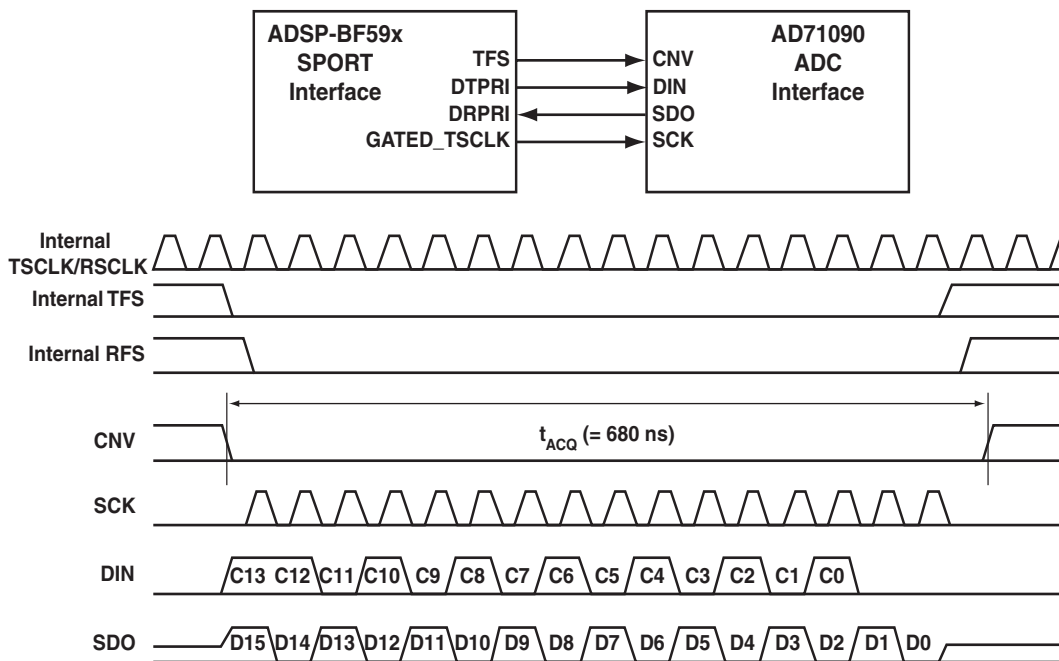 ADSP-BF59x
SPORT
Interface
TFS
DTPRI
DRPRI
GATED_TSCLK
AD71090
ADC
Interface
CNV
DIN
SDO
SCK
Internal
TSCLK/RSCLK
Internal TFS
Internal RFS
CNV
tACQ (= 680 ns)
SCK
DIN
C13 C12 C11 C10 C9 C8 C7 C6 C5 C4 C3 C2 C1 C0
SDO
D15 D14 D13 D12 D11 D10 D9 D8 D7 D6 D5 D4 D3 D2 D1 D0